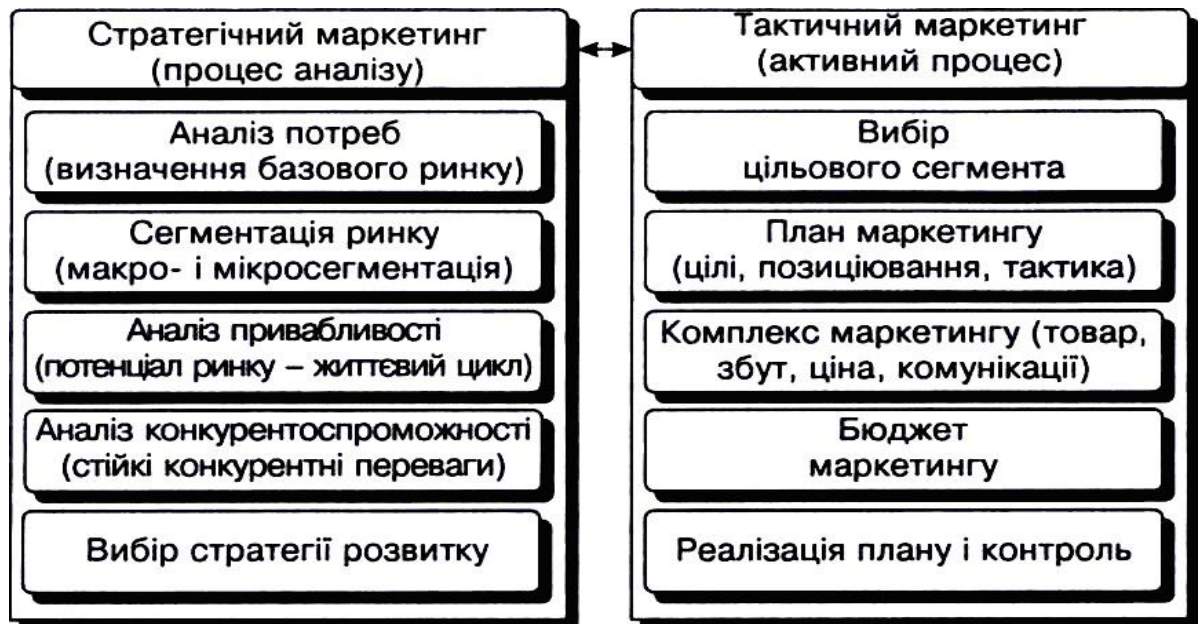 Стратегічний маркетинг
(процес аналізу)
Аналіз потреб
(визначення базового ринку)
Сегментація ринку
(макро- і мікросегментація)
Аналіз привабливості
(потенціал ринку – життєвий цикл)
Аналіз конкурентоспроможності
(стійкі конкурентні переваги)
Вибір стратегії розвитку
Тактичний маркетинг
(активний процес)
Вибір
цільового сегмента
План маркетингу
(цілі, позиціювання, тактика)
Комплекс маркетингу (товар,
збут, ціна, комунікації)
Бюджет
маркетингу
Реалізація плану і контроль